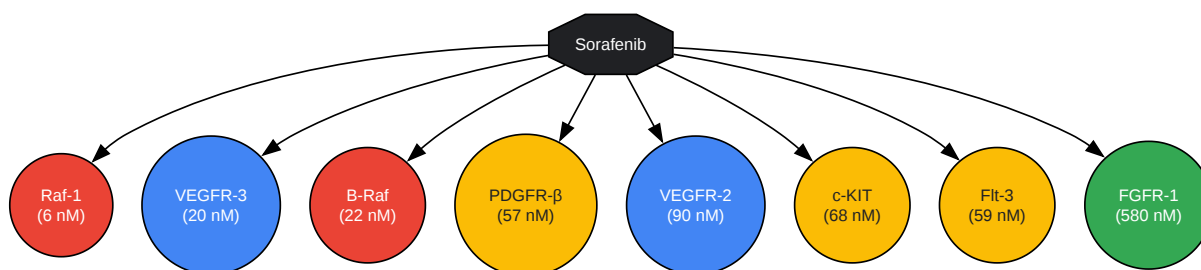 Sorafenib
Raf-1
(6 nM)
VEGFR-3
(20 nM)
B-Raf
(22 nM)
PDGFR-β
(57 nM)
VEGFR-2
(90 nM)
c-KIT
(68 nM)
Flt-3
(59 nM)
FGFR-1
(580 nM)